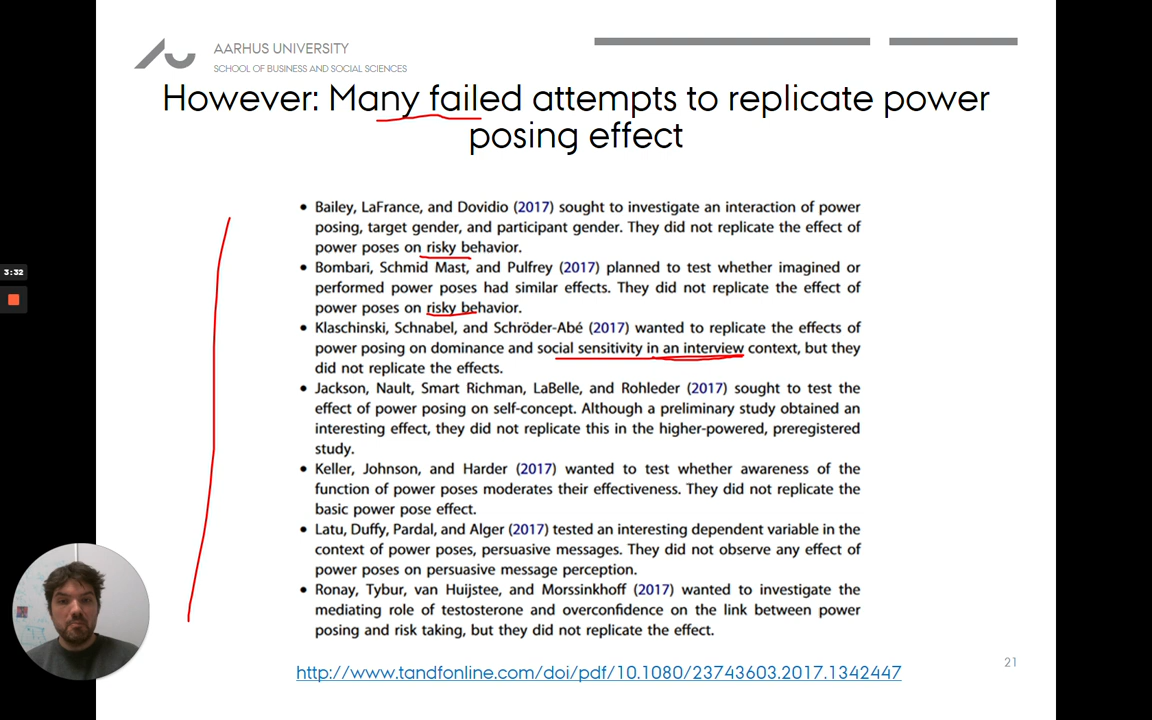 AARHUS UNIVERSITY
SCHOOL OF BUSINESS AND SOCIAL SCIENCES
However: Many failed attempts to replicate power
posing effect
• Bailey, LaFrance, and Dovidio (2017) sought to investigate an interaction of power
posing, target gender, and participant gender. They did not replicate the effect of
power poses on risky behavior.
• Bombari, Schmid Mast, and Pulfrey (2017) planned to test whether imagined or
performed power poses had similar effects. They did not replicate the effect of
power poses on risky behavior.
• Klaschinski, Schnabel, and Schröder-Abé (2017) wanted to replicate the effects of
power posing on dominance and social sensitivity in an interview context, but they
did not replicate the effects.
• Jackson, Nault, Smart Richman, LaBelle, and Rohleder (2017) sought to test the
effect of power posing on self-concept. Although a preliminary study obtained an
interesting effect, they did not replicate this in the higher-powered, preregistered
study.
• Keller, Johnson, and Harder (2017) wanted to test whether awareness of the
function of power poses moderates their effectiveness. They did not replicate the
basic power pose effect.
• Latu, Duffy, Pardal, and Alger (2017) tested an interesting dependent variable in the
context of power poses, persuasive messages. They did not observe any effect of
power poses on persuasive message perception.
• Ronay, Tybur, van Huijstee, and Morssinkhoff (2017) wanted to investigate the
mediating role of testosterone and overconfidence on the link between power
posing and risk taking, but they did not replicate the effect.
http://www.tandfonline.com/doi/pdf/10.1080/23743603.2017.1342447
21
3:32